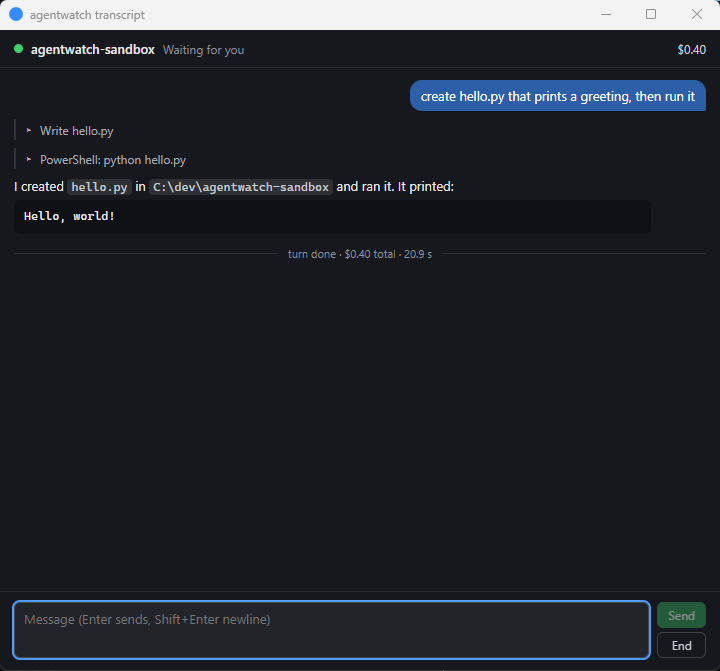 agentwatch transcript
agentwatch-sandbox Waiting for you $0.40
create hello.py that prints a greeting, then run it
Write hello.py
PowerShell: python hello.py
I created hello.py in C:\dev\agentwatch-sandbox and ran it. It printed:
Hello, world!
turn done · $0.40 total · 20.9 s
Message (Enter sends, Shift+Enter newline)
Send
End